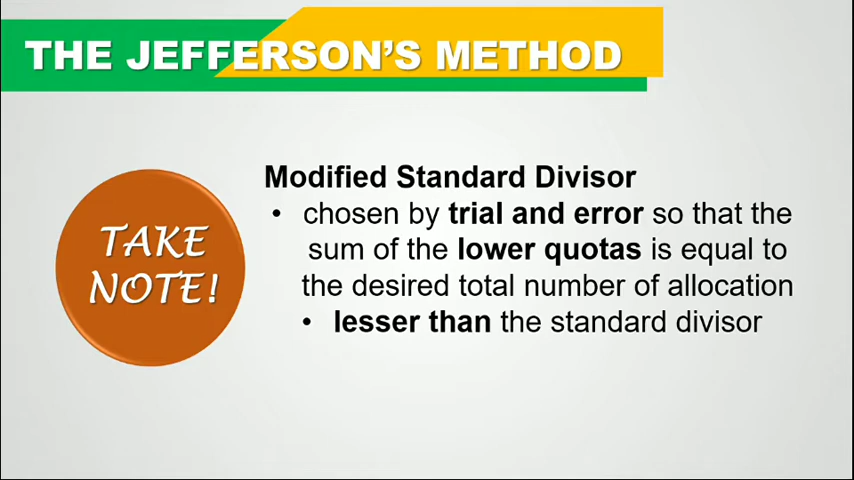 THE JEFFERSON’S METHOD
TAKE
NOTE!
Modified Standard Divisor
• chosen by trial and error so that the
sum of the lower quotas is equal to
the desired total number of allocation
• lesser than the standard divisor